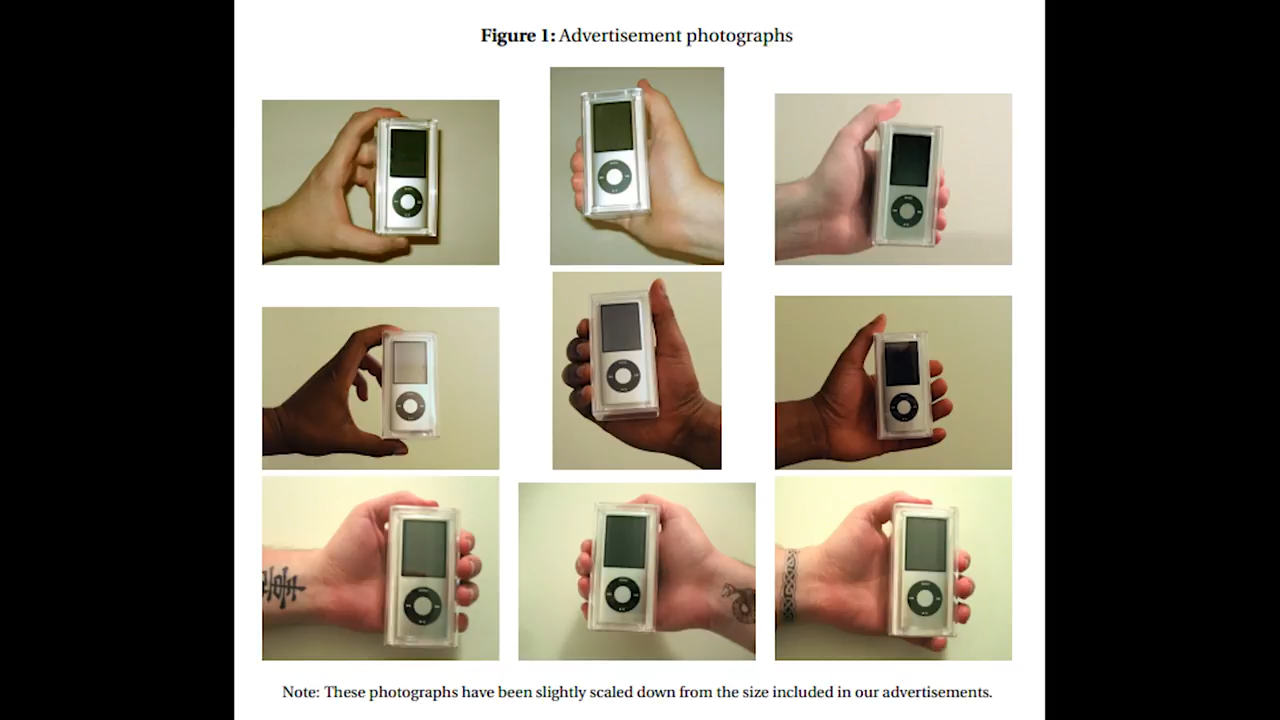 Figure 1: Advertisement photographs
Note: These photographs have been slightly scaled down from the size included in our advertisements.